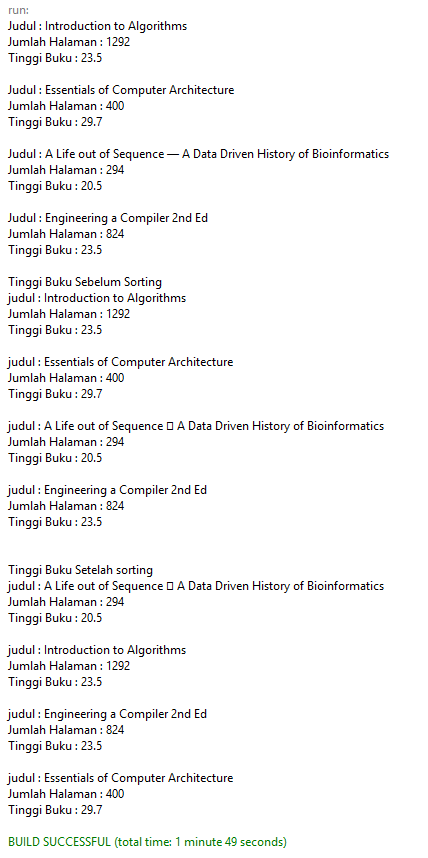 run:
Judul : Introduction to Algorithms
Jumlah Halaman : 1292
Tinggi Buku : 23.5
Judul : Essentials of Computer Architecture
Jumlah Halaman : 400
Tinggi Buku : 29.7
Judul : A Life out of Sequence — A Data Driven History of Bioinformatics
Jumlah Halaman : 294
Tinggi Buku : 20.5
Judul : Engineering a Compiler 2nd Ed
Jumlah Halaman : 824
Tinggi Buku : 23.5
Tinggi Buku Sebelum Sorting
judul : Introduction to Algorithms
Jumlah Halaman : 1292
Tinggi Buku : 23.5
judul : Essentials of Computer Architecture
Jumlah Halaman : 400
Tinggi Buku : 29.7
judul : A Life out of Sequence □ A Data Driven History of Bioinformatics
Jumlah Halaman : 294
Tinggi Buku : 20.5
judul : Engineering a Compiler 2nd Ed
Jumlah Halaman : 824
Tinggi Buku : 23.5
Tinggi Buku Setelah sorting
judul : A Life out of Sequence □ A Data Driven History of Bioinformatics
Jumlah Halaman : 294
Tinggi Buku : 20.5
judul : Introduction to Algorithms
Jumlah Halaman : 1292
Tinggi Buku : 23.5
judul : Engineering a Compiler 2nd Ed
Jumlah Halaman : 824
Tinggi Buku : 23.5
judul : Essentials of Computer Architecture
Jumlah Halaman : 400
Tinggi Buku : 29.7
BUILD SUCCESSFUL (total time: 1 minute 49 seconds)